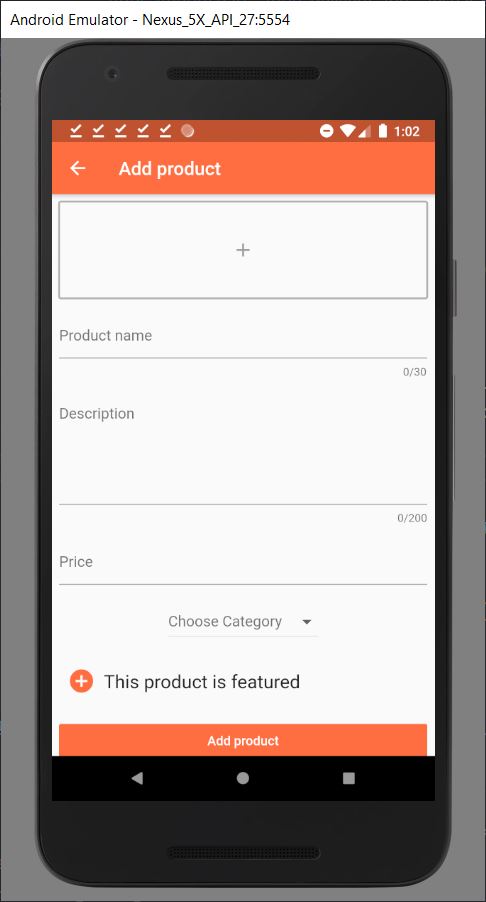 Android Emulator - Nexus_5X_API_27:5554
1:02
Add product
+
Product name
0/30
Description
0/200
Price
Choose Category
This product is featured
Add product